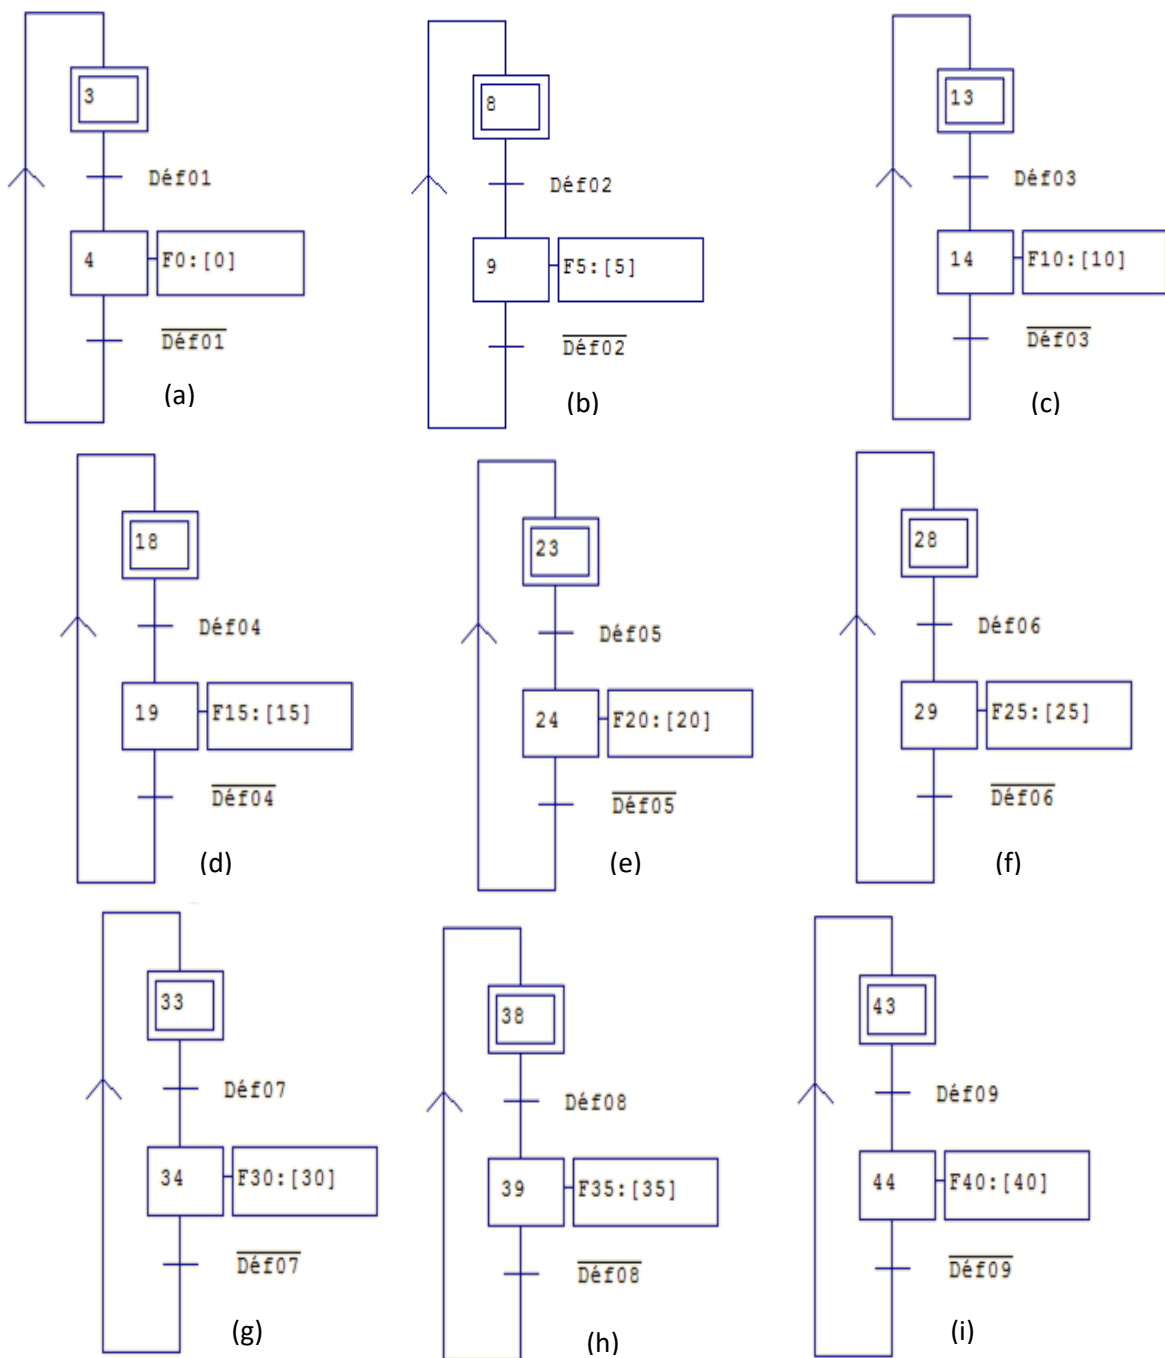 3
Déf01
4 F0:[0]
Déf01
(a)
8
Déf02
9 F5:[5]
Déf02
(b)
13
Déf03
14 F10:[10]
Déf03
(c)
18
Déf04
19 F15:[15]
Déf04
(d)
23
Déf05
24 F20:[20]
Déf05
(e)
28
Déf06
29 F25:[25]
Déf06
(f)
33
Déf07
34 F30:[30]
Déf07
(g)
38
Déf08
39 F35:[35]
Déf08
(h)
43
Déf09
44 F40:[40]
Déf09
(i)